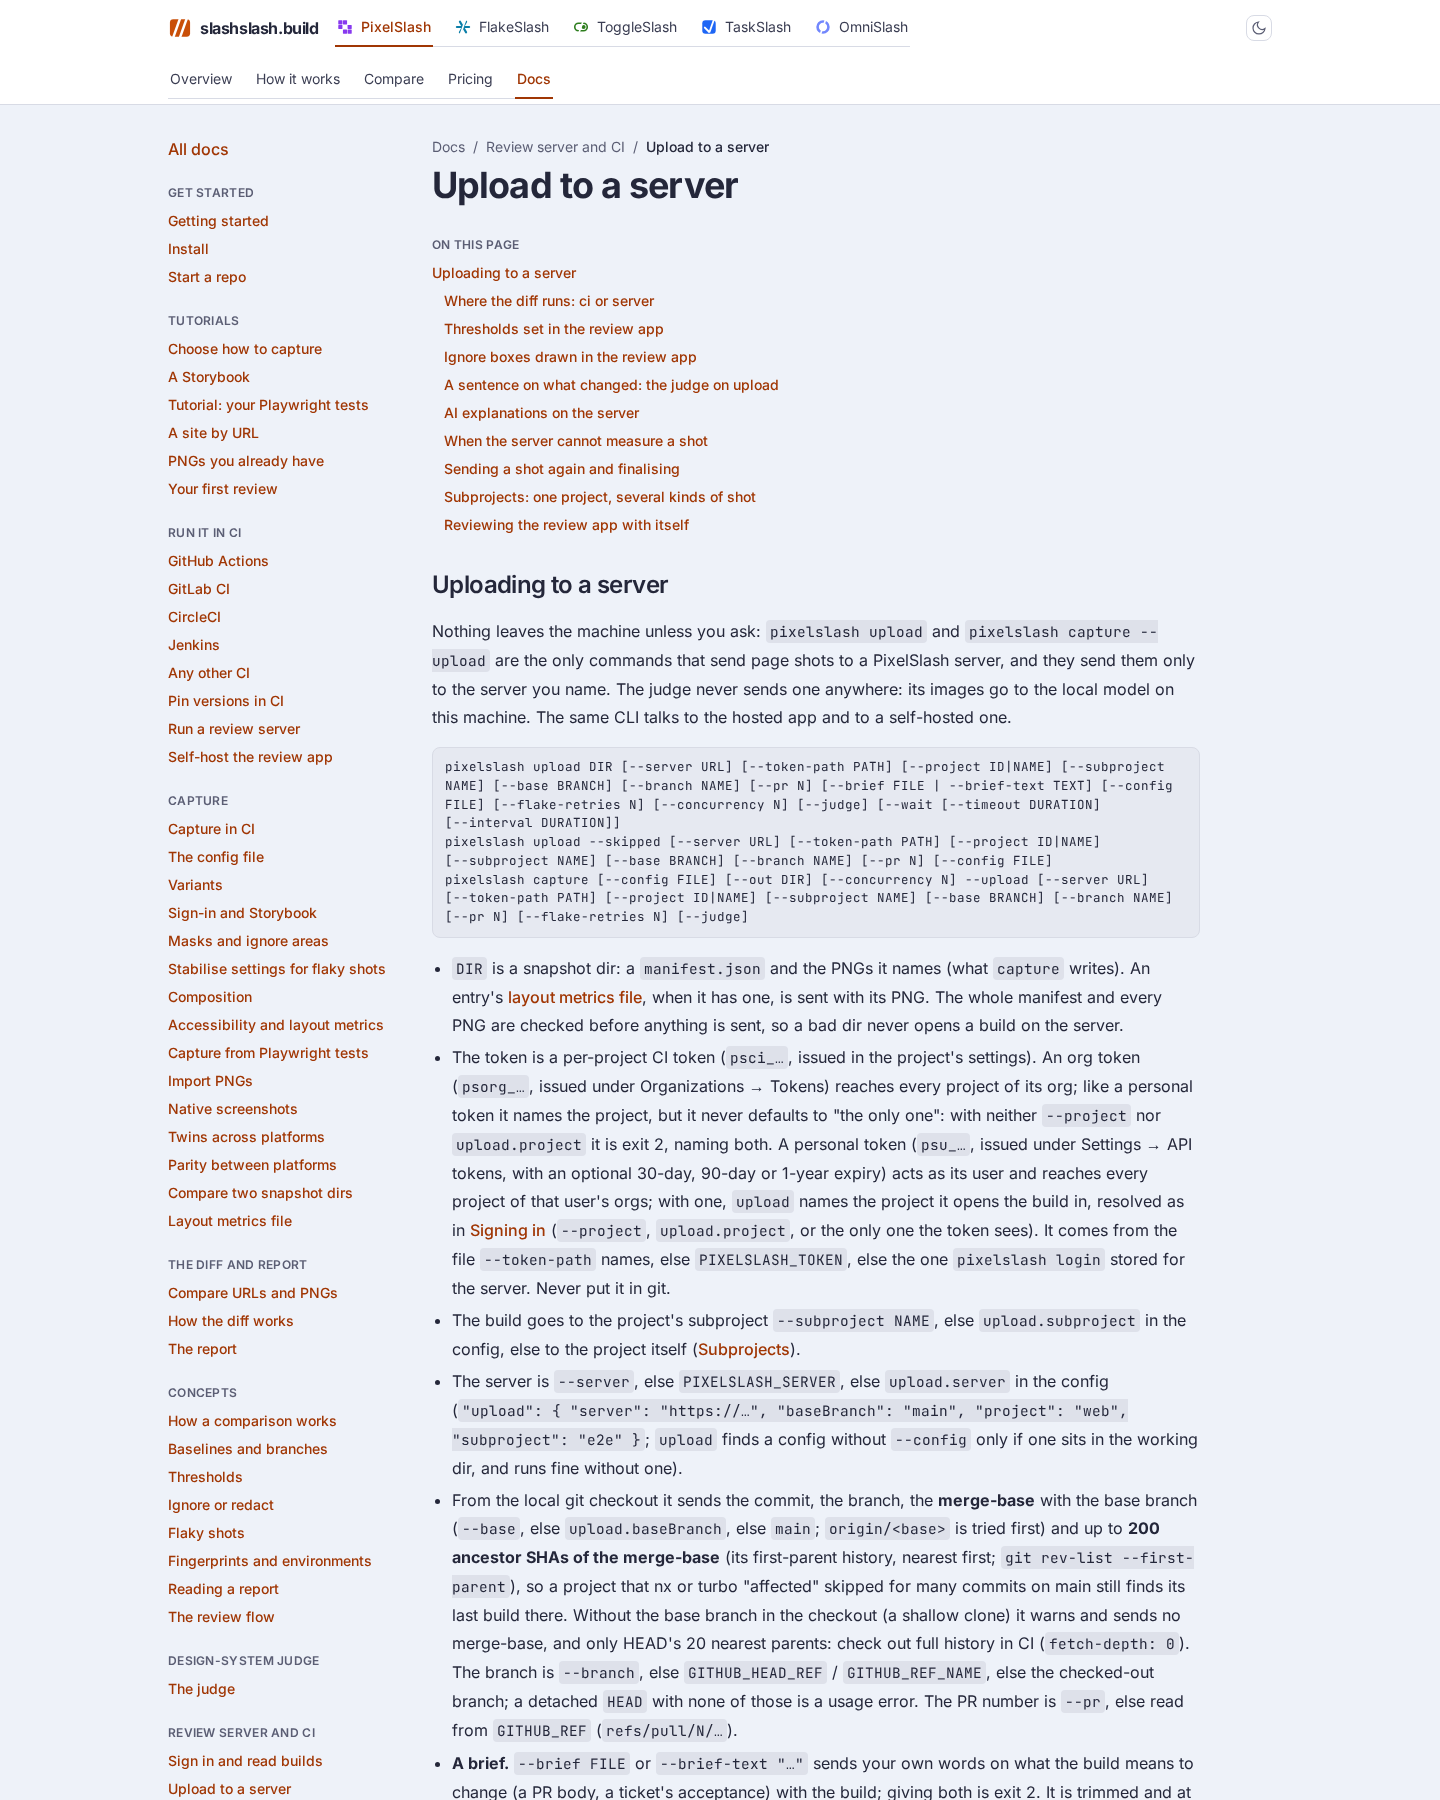 slashslash.build
PixelSlash
FlakeSlash
ToggleSlash
TaskSlash
OmniSlash
Overview
How it works
Compare
Pricing
Docs
All docs
GET STARTED
Getting started
Install
Start a repo
TUTORIALS
Choose how to capture
A Storybook
Tutorial: your Playwright tests
A site by URL
PNGs you already have
Your first review
RUN IT IN CI
GitHub Actions
GitLab CI
CircleCI
Jenkins
Any other CI
Pin versions in CI
Run a review server
Self-host the review app
CAPTURE
Capture in CI
The config file
Variants
Sign-in and Storybook
Masks and ignore areas
Stabilise settings for flaky shots
Composition
Accessibility and layout metrics
Capture from Playwright tests
Import PNGs
Native screenshots
Twins across platforms
Parity between platforms
Compare two snapshot dirs
Layout metrics file
THE DIFF AND REPORT
Compare URLs and PNGs
How the diff works
The report
CONCEPTS
How a comparison works
Baselines and branches
Thresholds
Ignore or redact
Flaky shots
Fingerprints and environments
Reading a report
The review flow
DESIGN-SYSTEM JUDGE
The judge
REVIEW SERVER AND CI
Sign in and read builds
Upload to a server
Docs / Review server and CI / Upload to a server
Upload to a server
ON THIS PAGE
Uploading to a server
Where the diff runs: ci or server
Thresholds set in the review app
Ignore boxes drawn in the review app
A sentence on what changed: the judge on upload
AI explanations on the server
When the server cannot measure a shot
Sending a shot again and finalising
Subprojects: one project, several kinds of shot
Reviewing the review app with itself
Uploading to a server
Nothing leaves the machine unless you ask: pixelslash upload and pixelslash capture --
upload are the only commands that send page shots to a PixelSlash server, and they send them only
to the server you name. The judge never sends one anywhere: its images go to the local model on
this machine. The same CLI talks to the hosted app and to a self-hosted one.
pixelslash upload DIR [--server URL] [--token-path PATH] [--project ID|NAME] [--subproject
NAME] [--base BRANCH] [--branch NAME] [--pr N] [--brief FILE | --brief-text TEXT] [--config
FILE] [--flake-retries N] [--concurrency N] [--judge] [--wait [--timeout DURATION]
[--interval DURATION]]
pixelslash upload --skipped [--server URL] [--token-path PATH] [--project ID|NAME]
[--subproject NAME] [--base BRANCH] [--branch NAME] [--pr N] [--config FILE]
pixelslash capture [--config FILE] [--out DIR] [--concurrency N] --upload [--server URL]
[--token-path PATH] [--project ID|NAME] [--subproject NAME] [--base BRANCH] [--branch NAME]
[--pr N] [--flake-retries N] [--judge]
• DIR is a snapshot dir: a manifest.json and the PNGs it names (what capture writes). An
entry's layout metrics file, when it has one, is sent with its PNG. The whole manifest and every
PNG are checked before anything is sent, so a bad dir never opens a build on the server.
• The token is a per-project CI token (psci_…, issued in the project's settings). An org token
(psorg_…, issued under Organizations → Tokens) reaches every project of its org; like a personal
token it names the project, but it never defaults to "the only one": with neither --project nor
upload.project it is exit 2, naming both. A personal token (psu_…, issued under Settings → API
tokens, with an optional 30-day, 90-day or 1-year expiry) acts as its user and reaches every
project of that user's orgs; with one, upload names the project it opens the build in, resolved as
in Signing in (--project, upload.project, or the only one the token sees). It comes from the
file --token-path names, else PIXELSLASH_TOKEN, else the one pixelslash login stored for
the server. Never put it in git.
• The build goes to the project's subproject --subproject NAME, else upload.subproject in the
config, else to the project itself (Subprojects).
• The server is --server, else PIXELSLASH_SERVER, else upload.server in the config
("upload": { "server": "https://…", "baseBranch": "main", "project": "web",
"subproject": "e2e" }; upload finds a config without --config only if one sits in the working
dir, and runs fine without one).
• From the local git checkout it sends the commit, the branch, the merge-base with the base branch
(--base, else upload.baseBranch, else main; origin/<base> is tried first) and up to 200
ancestor SHAs of the merge-base (its first-parent history, nearest first; git rev-list --first-
parent), so a project that nx or turbo "affected" skipped for many commits on main still finds its
last build there. Without the base branch in the checkout (a shallow clone) it warns and sends no
merge-base, and only HEAD's 20 nearest parents: check out full history in CI (fetch-depth: 0).
The branch is --branch, else GITHUB_HEAD_REF / GITHUB_REF_NAME, else the checked-out
branch; a detached HEAD with none of those is a usage error. The PR number is --pr, else read
from GITHUB_REF (refs/pull/N/…).
• A brief. --brief FILE or --brief-text "…" sends your own words on what the build means to
change (a PR body, a ticket's acceptance) with the build; giving both is exit 2. It is trimmed and at